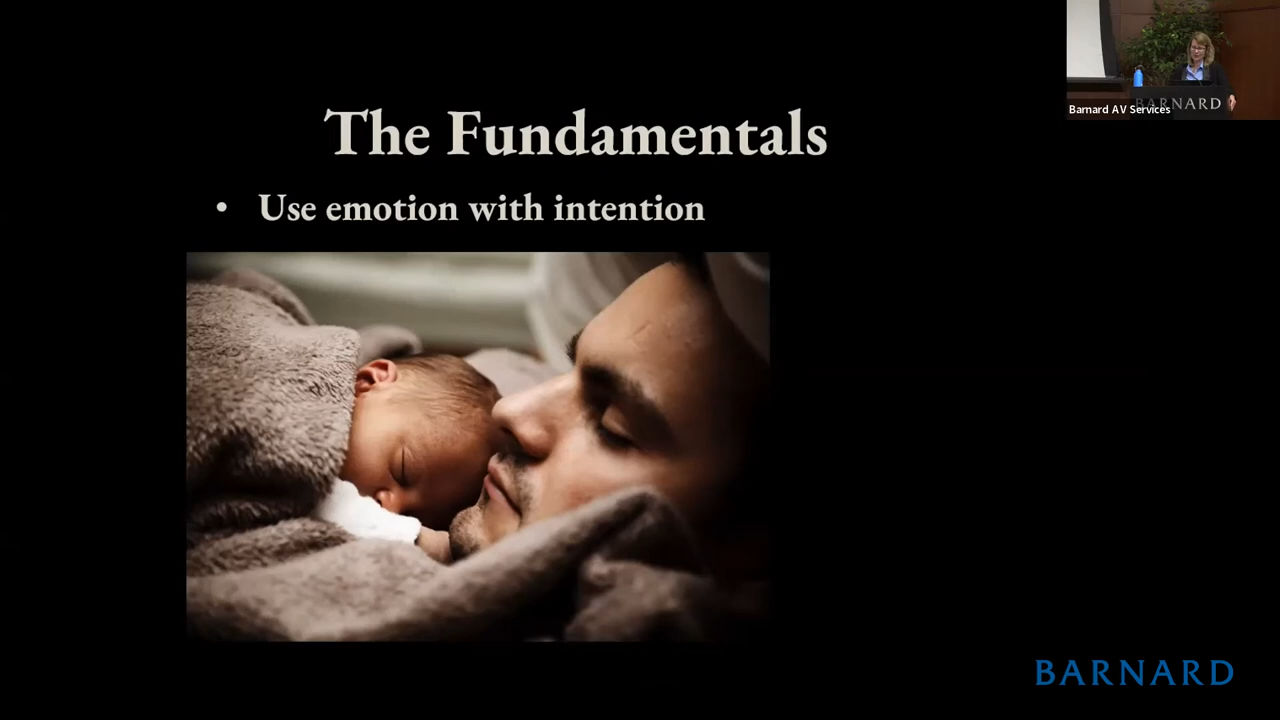 The Fundamentals
• Use emotion with intention
BARNARD
Barnard AV Services
BARNARD